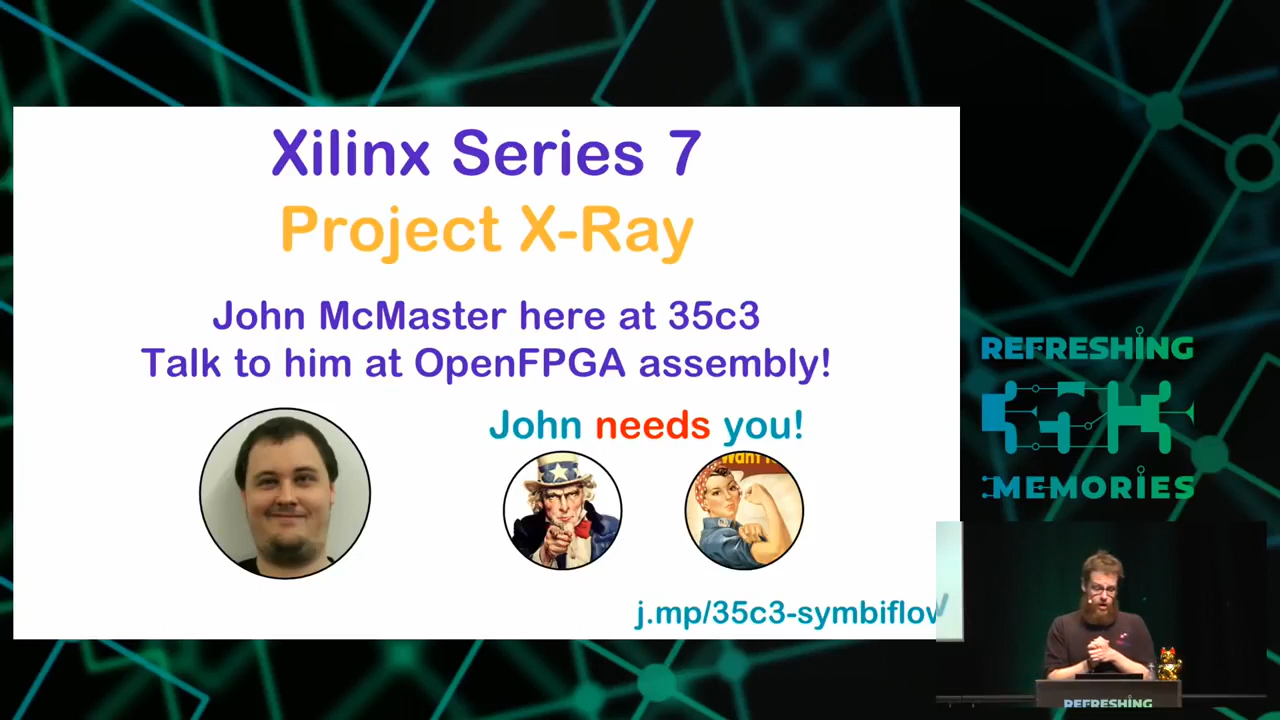 Xilinx Series 7
Project X-Ray
John McMaster here at 35c3
Talk to him at OpenFPGA assembly!
John needs you!
j.mp/35c3-symbiflow
REFRESHING
35C3
MEMORIES
REFRESHING